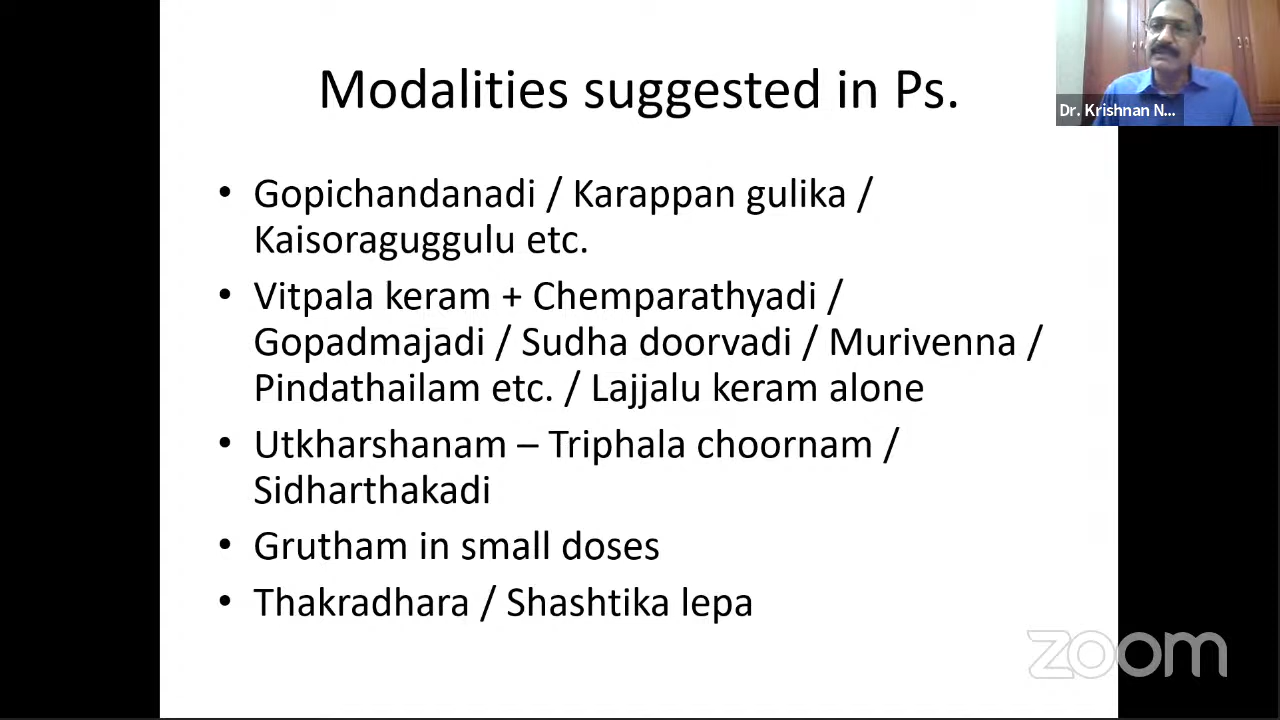 Modalities suggested in Ps.
Dr. Krishnan N...
• Gopichandanadi / Karappan gulika /
Kaisoraguggulu etc.
• Vitpala keram + Chemparathyadi /
Gopadmajadi / Sudha doorvadi / Murivenna /
Pindathailam etc. / Lajjalu keram alone
• Utkharshanam – Triphala choornam /
Sidharthakadi
• Grutham in small doses
• Thakradhara / Shashtika lepa
zoom